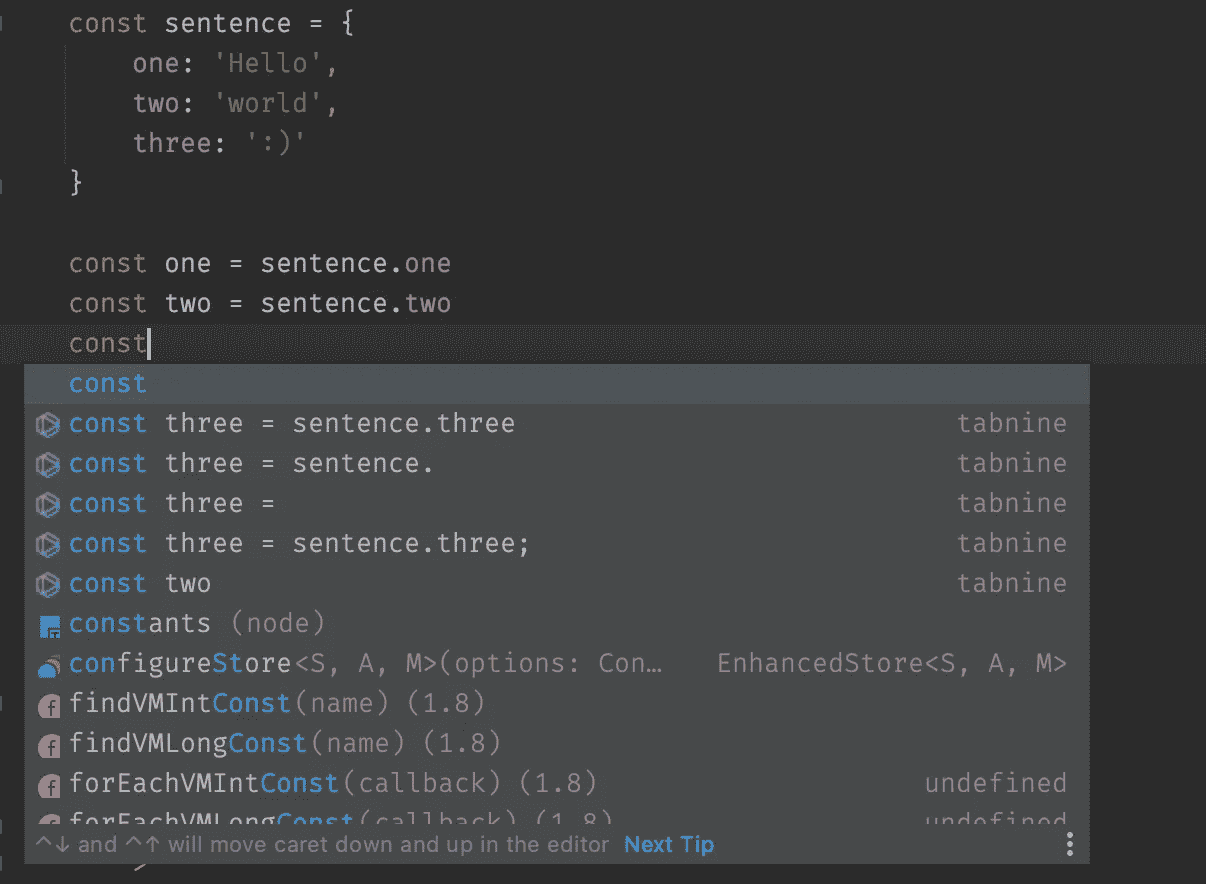 const sentence = {
one: 'Hello',
two: 'world',
three: ':)'
}
const one = sentence.one
const two = sentence.two
const
const
const three = sentence.three tabnine
const three = sentence. tabnine
const three = tabnine
const three = sentence.three; tabnine
const two tabnine
constants (node)
configureStore<S, A, M>(options: Con… EnhancedStore<S, A, M>
findVMIntConst(name) (1.8)
findVMLongConst(name) (1.8)
forEachVMIntConst(callback) (1.8) undefined
forEachVMLongConst(callback) (1.8) undefined
^↓ and ^↑ will move caret down and up in the editor Next Tip